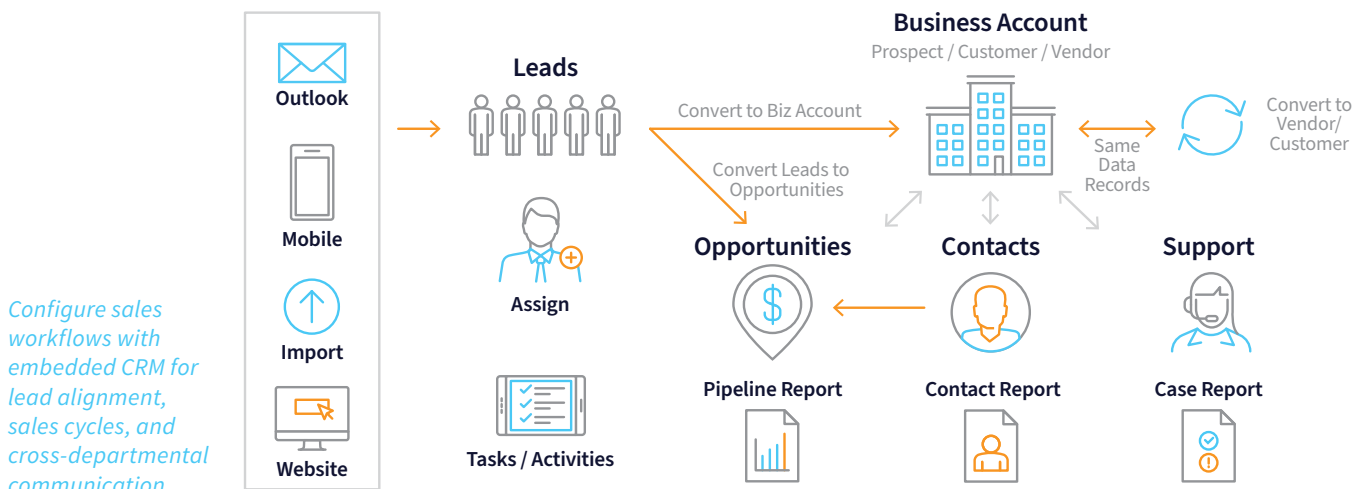 Configure sales
workflows with
embedded CRM for
lead alignment,
sales cycles, and
cross-departmental
communication
Outlook
Mobile
Import
Website
Leads
Assign
Tasks / Activities
Convert to Biz Account
Convert Leads to
Opportunities
Business Account
Prospect / Customer / Vendor
Same
Data
Records
Convert to
Vendor/
Customer
Opportunities
$
Pipeline Report
Contacts
Contact Report
Support
Case Report